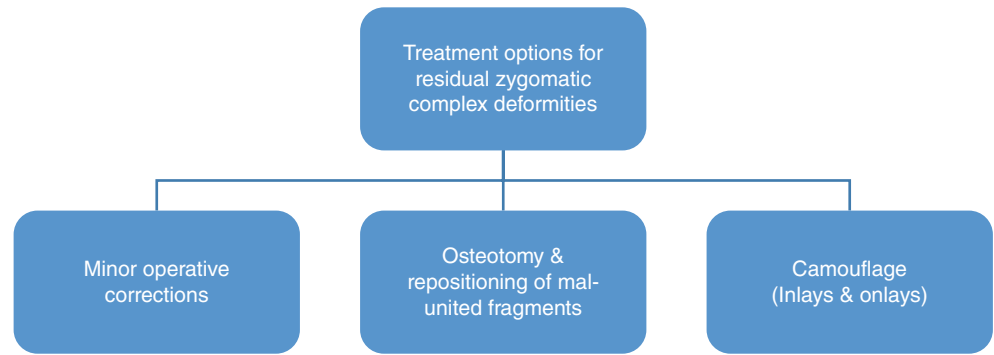 Treatment options for
residual zygomatic
complex deformities
Minor operative
corrections
Osteotomy &
repositioning of mal-
united fragments
Camouflage
(Inlays & onlays)